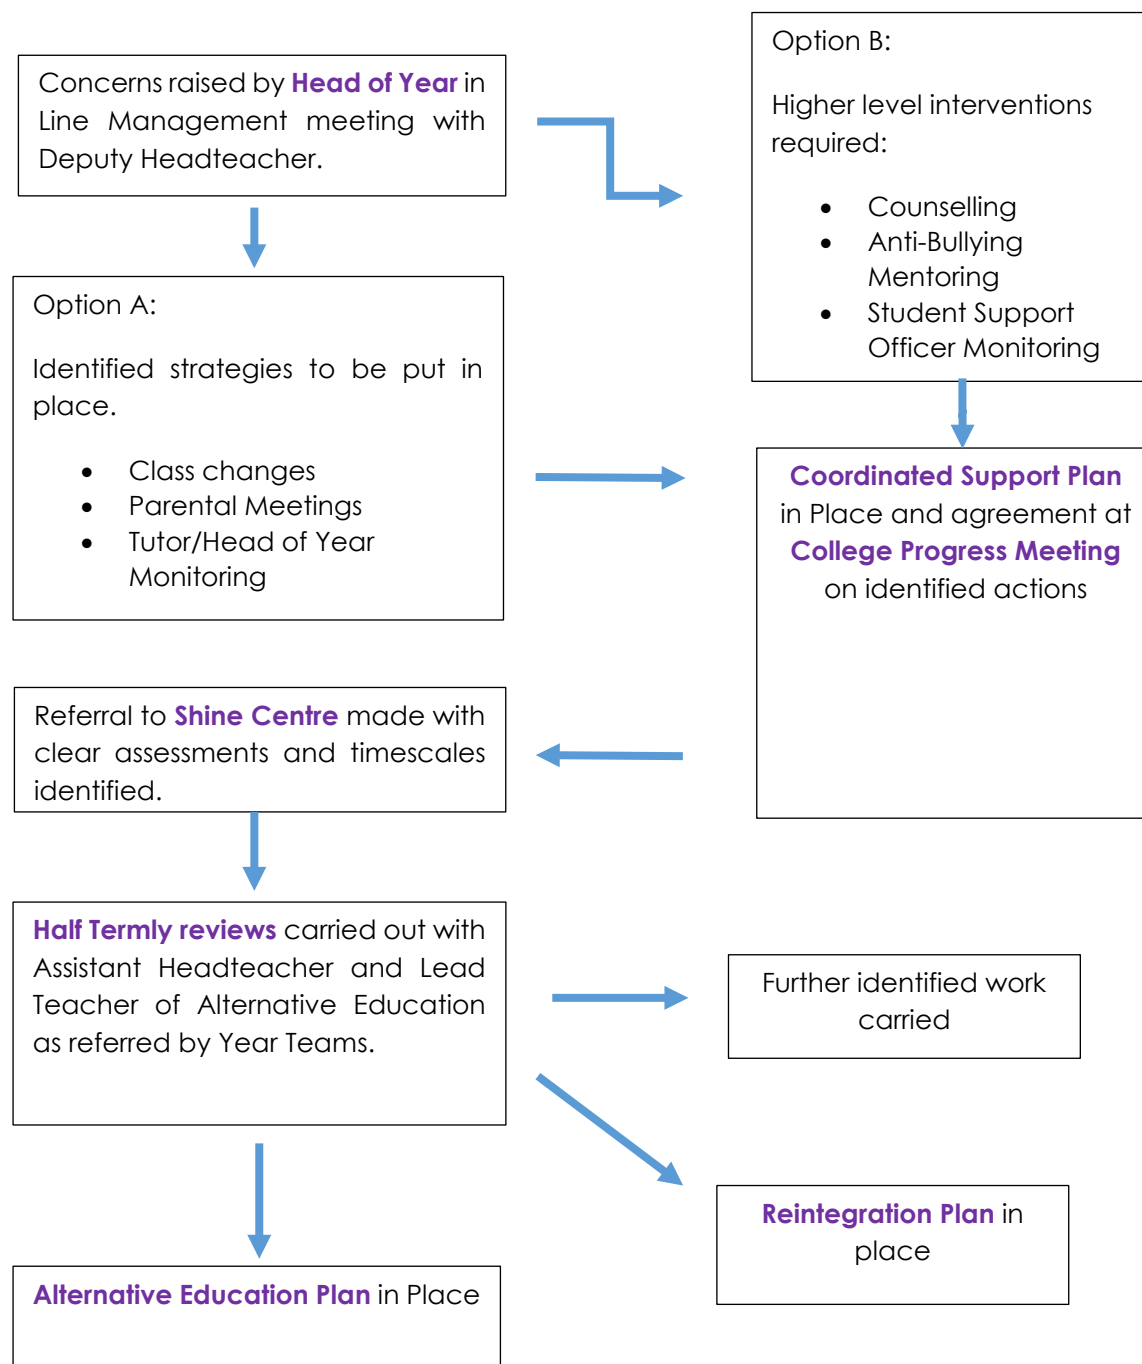 Concerns raised by Head of Year in
Line Management meeting with
Deputy Headteacher.
Option B:
Higher level interventions
required:
• Counselling
• Anti-Bullying
Mentoring
• Student Support
Officer Monitoring
Option A:
Identified strategies to be put in
place.
• Class changes
• Parental Meetings
• Tutor/Head of Year
Monitoring
Coordinated Support Plan
in Place and agreement at
College Progress Meeting
on identified actions
Referral to Shine Centre made with
clear assessments and timescales
identified.
Half Termly reviews carried out with
Assistant Headteacher and Lead
Teacher of Alternative Education
as referred by Year Teams.
Further identified work
carried
Reintegration Plan in
place
Alternative Education Plan in Place